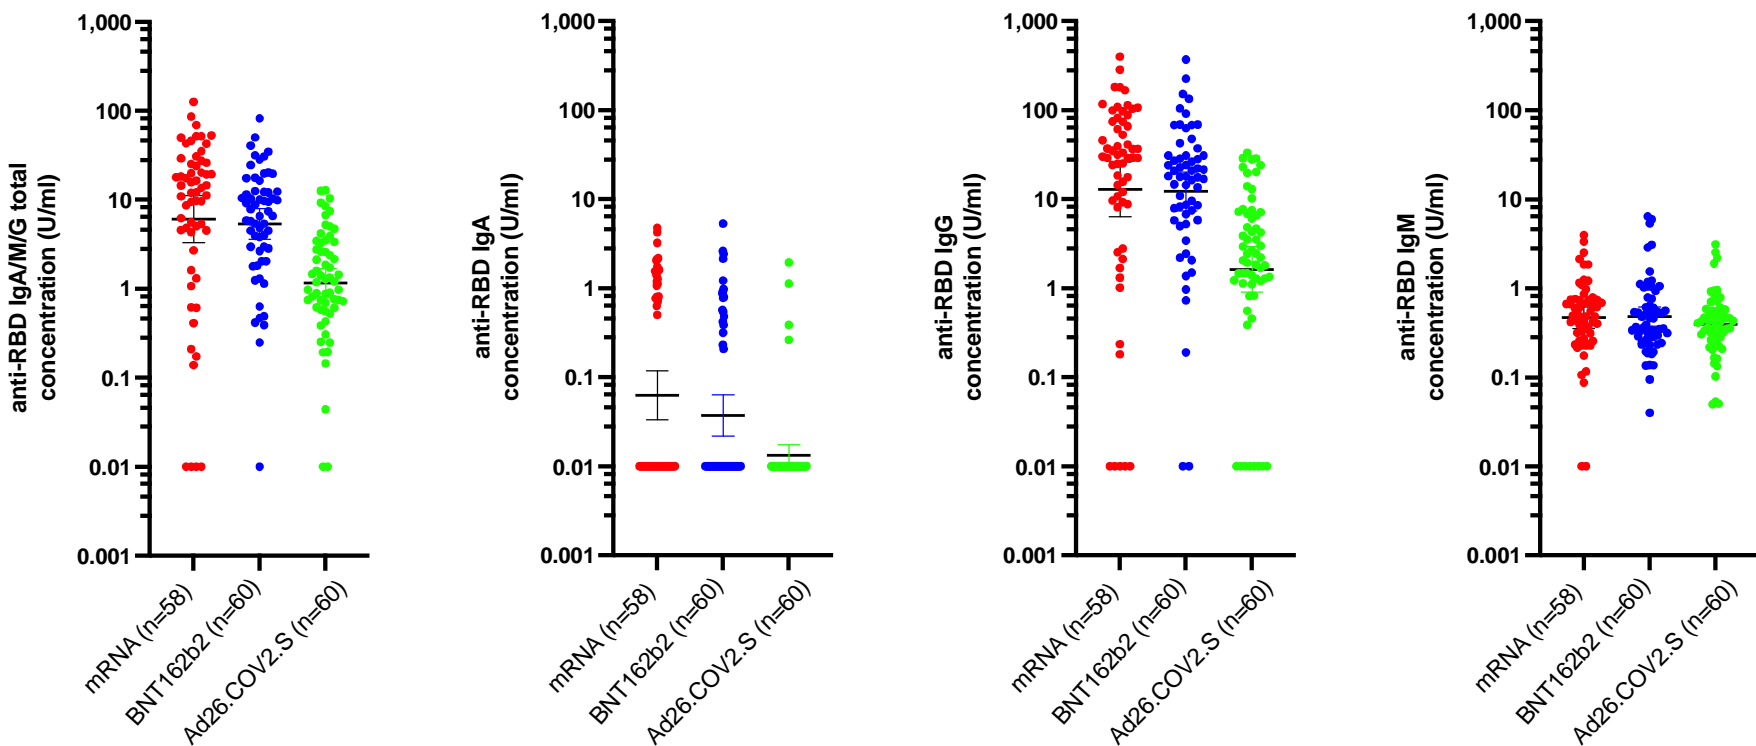 anti-RBD IgA/M/G total
concentration (U/ml)
1,000
100
10
1
0.1
0.01
0.001
mRNA (n=58)
BNT162b2 (n=60)
Ad26.COV2.S (n=60)
anti-RBD IgA
concentration (U/ml)
1,000
100
10
1
0.1
0.01
0.001
mRNA (n=58)
BNT162b2 (n=60)
Ad26.COV2.S (n=60)
anti-RBD IgG
concentration (U/ml)
1,000
100
10
1
0.1
0.01
0.001
mRNA (n=58)
BNT162b2 (n=60)
Ad26.COV2.S (n=60)
anti-RBD IgM
concentration (U/ml)
1,000
100
10
1
0.1
0.01
0.001
mRNA (n=58)
BNT162b2 (n=60)
Ad26.COV2.S (n=60)